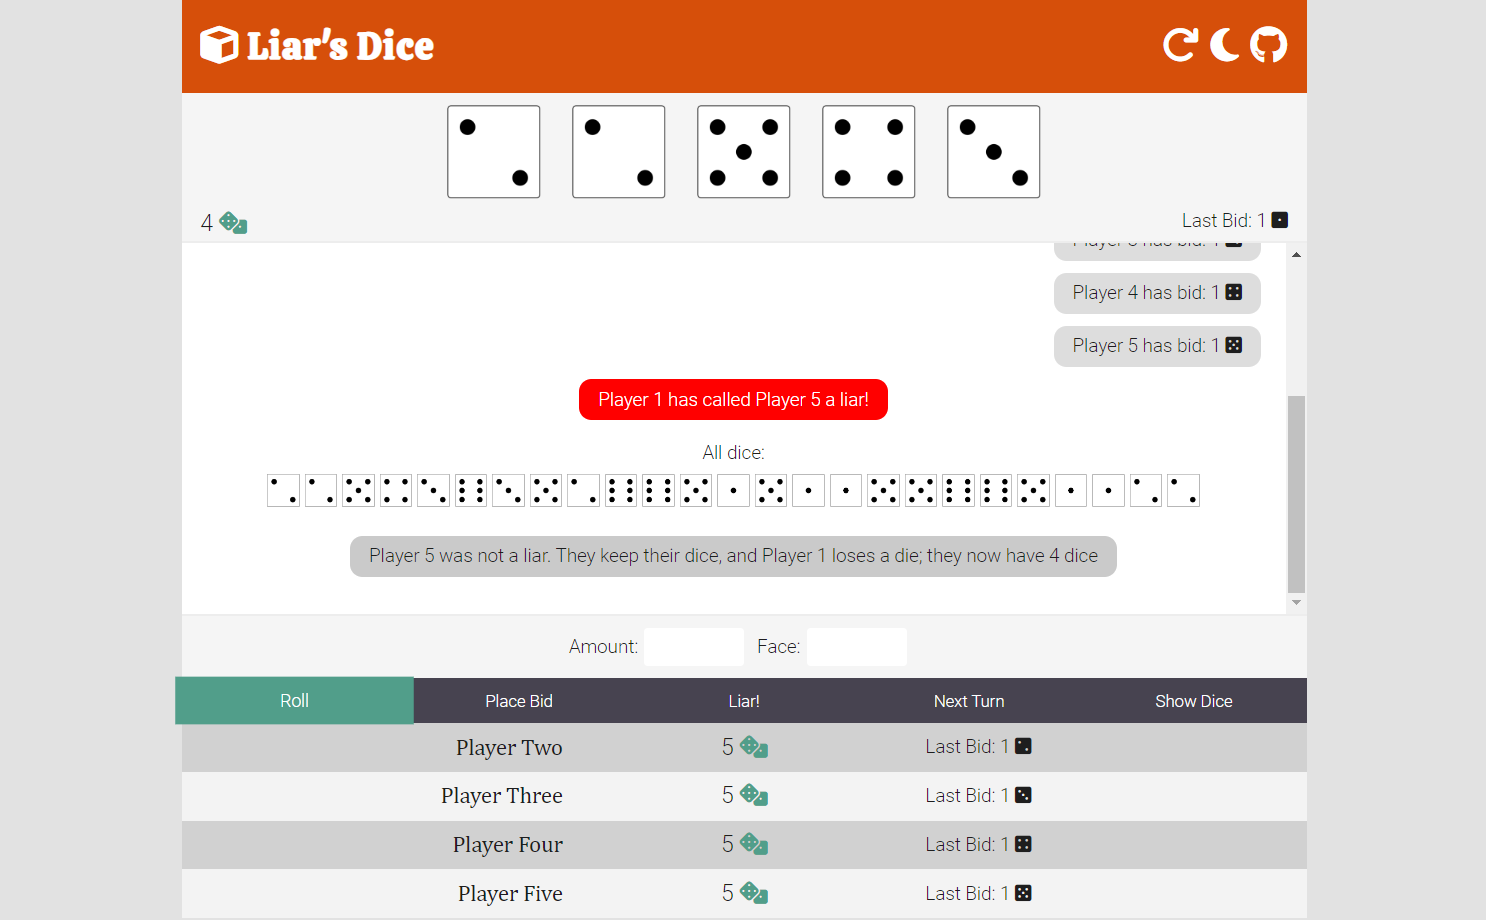 Liar's Dice
4
Last Bid: 1
Player 4 has bid: 1
Player 5 has bid: 1
Player 1 has called Player 5 a liar!
All dice:
Player 5 was not a liar. They keep their dice, and Player 1 loses a die; they now have 4 dice
Amount:
Face:
Roll
Place Bid
Liar!
Next Turn
Show Dice
Player Two
5
Last Bid: 1
Player Three
5
Last Bid: 1
Player Four
5
Last Bid: 1
Player Five
5
Last Bid: 1